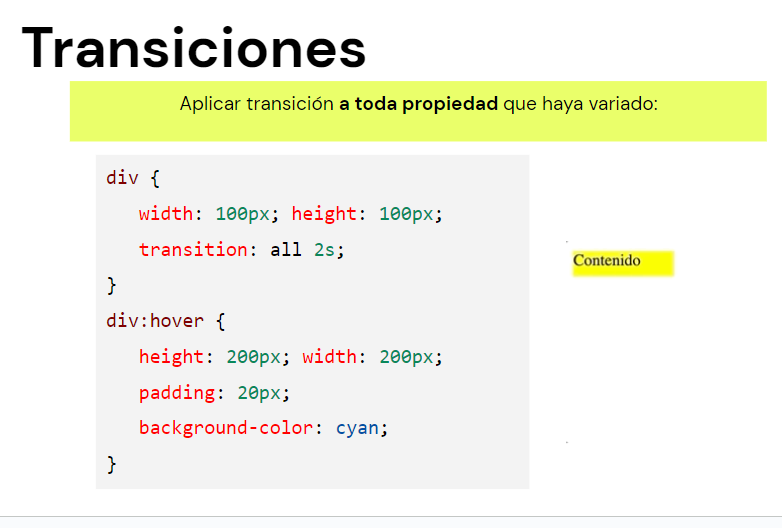 Transiciones
Aplicar transición a toda propiedad que haya variado:
div {
width: 100px; height: 100px;
transition: all 2s;
}
div:hover {
height: 200px; width: 200px;
padding: 20px;
background-color: cyan;
}
Contenido